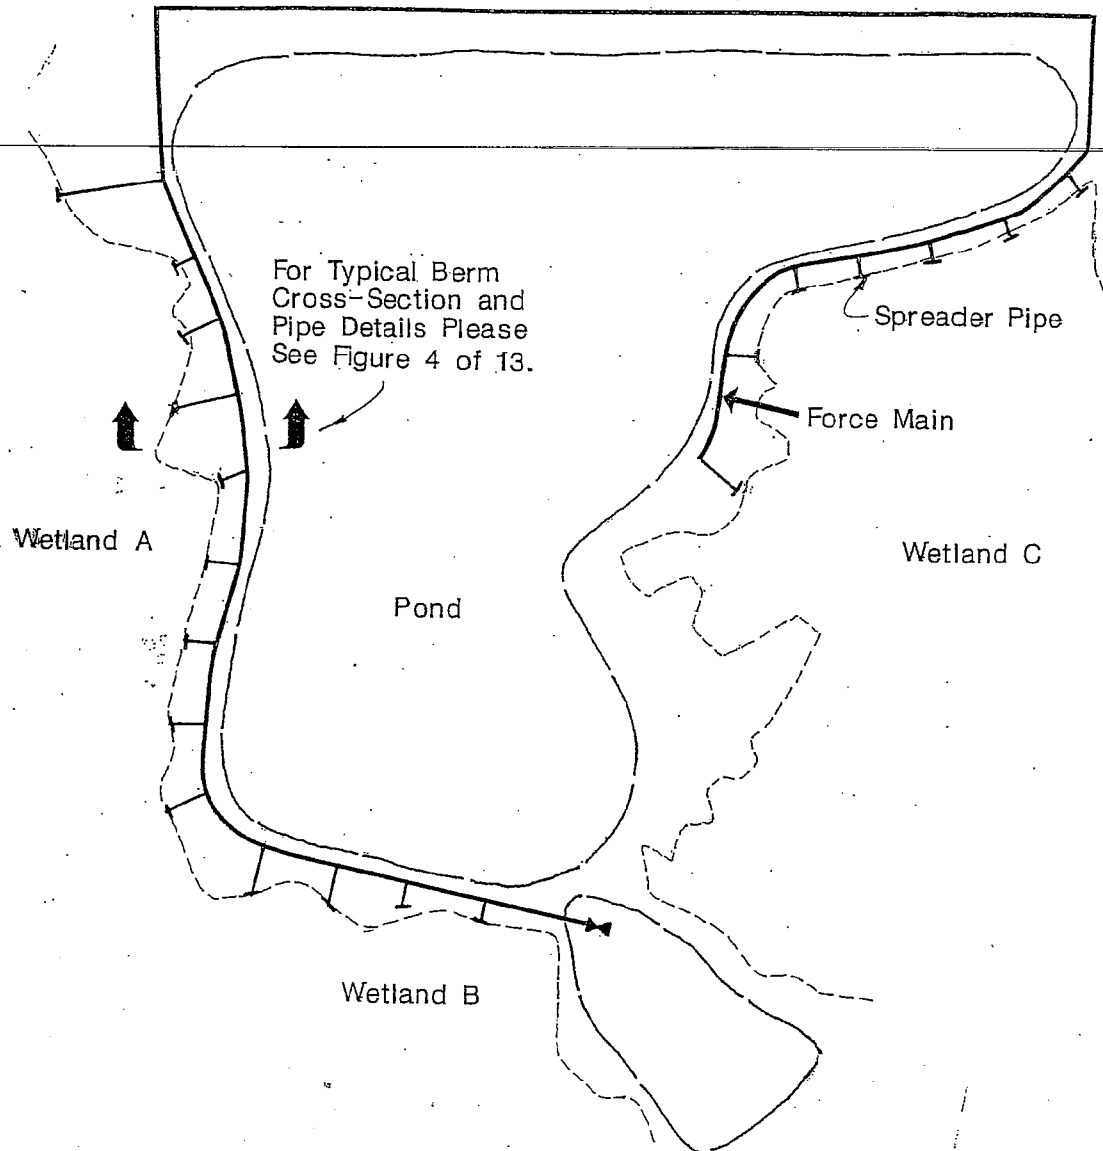 For Typical Berm
Cross-Section and
Pipe Details Please
See Figure 4 of 13.
Spreader Pipe
Force Main
Wetland A
Wetland C
Pond
Wetland B